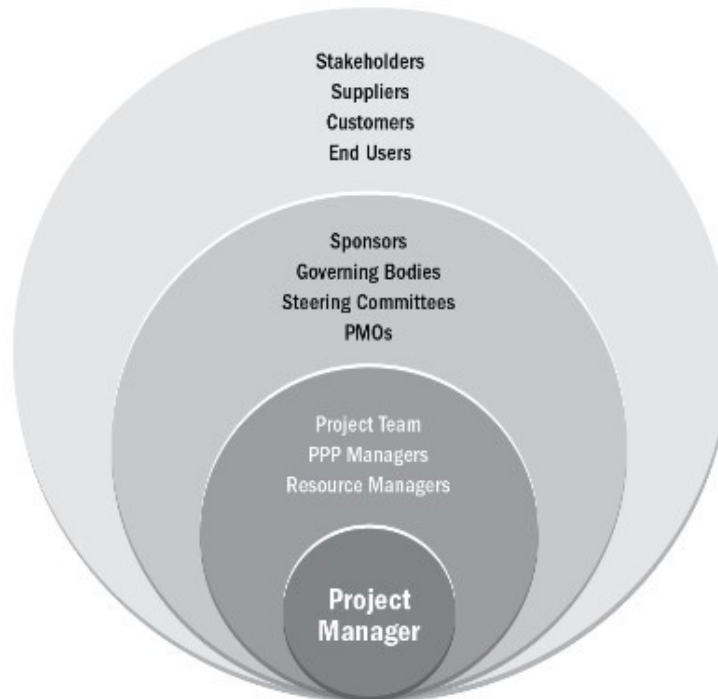 Stakeholders
Suppliers
Customers
End Users
Sponsors
Governing Bodies
Steering Committees
PMOs
Project Team
PPP Managers
Resource Managers
Project
Manager